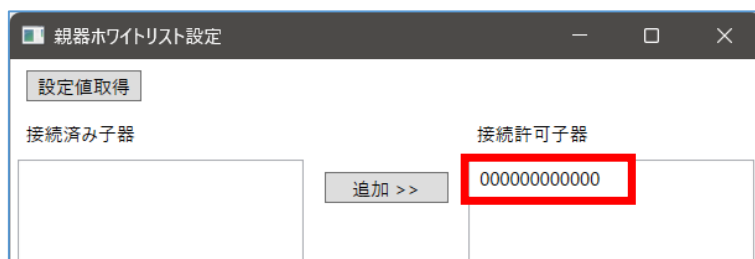 親器ホワイトリスト設定
設定値取得
接続済み子器
接続許可子器
追加 >>
000000000000